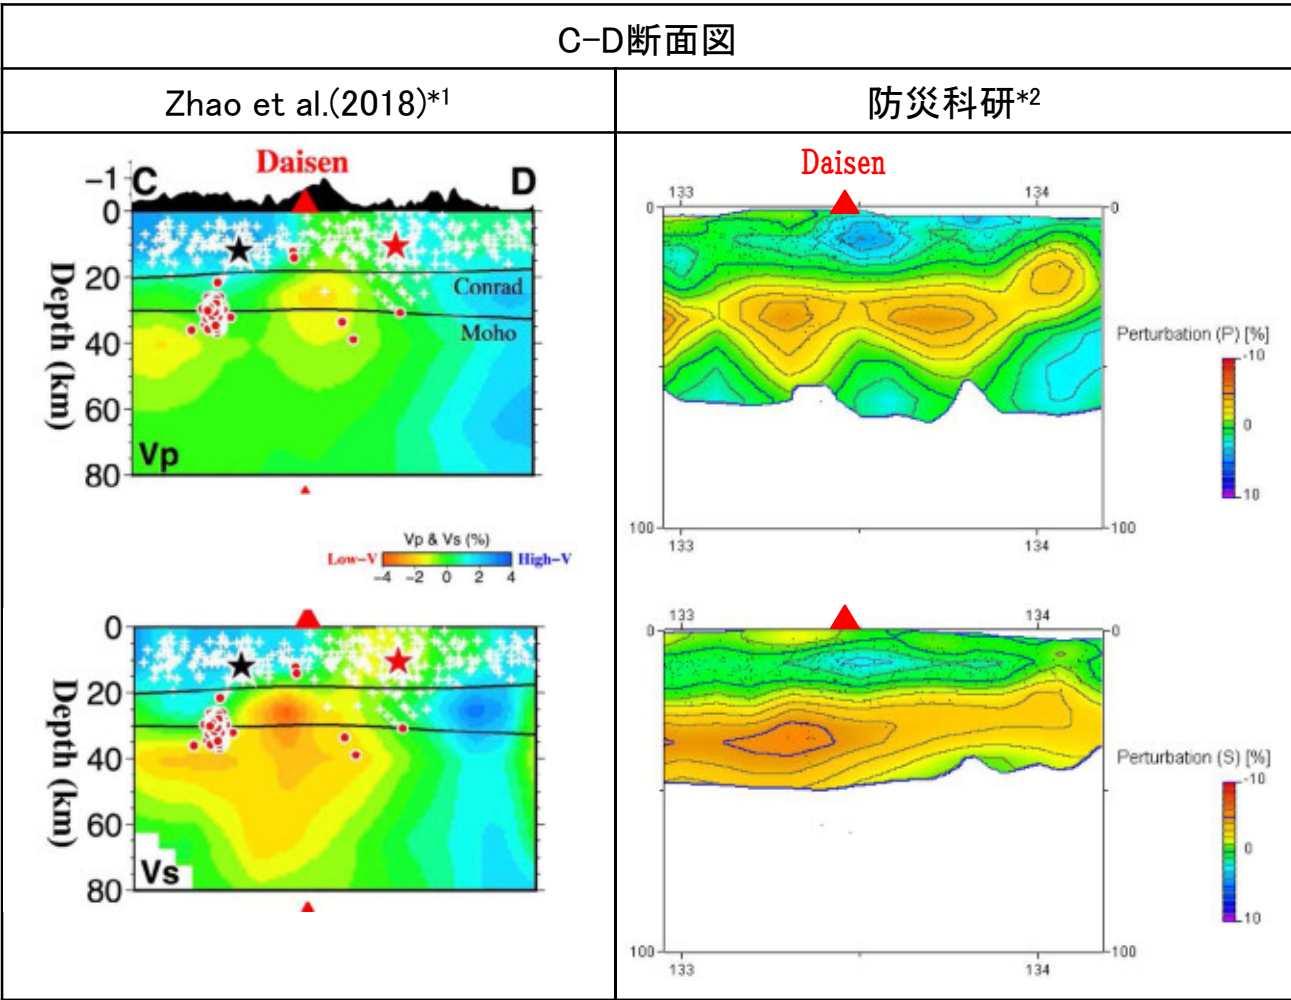 C-D断面図
Zhao et al.(2018)*1
防災科研*2
Daisen
-1
C
D
0
20
40
60
80
Depth (km)
Conrad
Moho
Vp
Vp & Vs (%)
Low-V
High-V
-4 -2 0 2 4
0
20
40
60
80
Depth (km)
Vs
Daisen
133 134
0 0
100 100
133 134
Perturbation (P) [%]
-10
0
10
133 134
0 0
100 100
133 134
Perturbation (S) [%]
-10
0
10